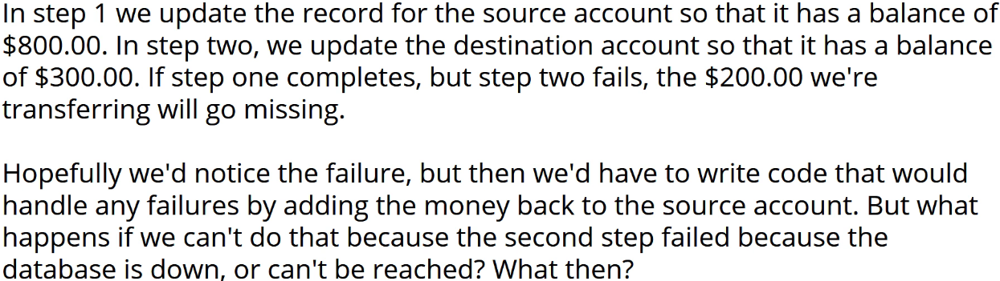 In step 1 we update the record for the source account so that it has a balance of
$800.00. In step two, we update the destination account so that it has a balance
of $300.00. If step one completes, but step two fails, the $200.00 we're
transferring will go missing.
Hopefully we'd notice the failure, but then we'd have to write code that would
handle any failures by adding the money back to the source account. But what
happens if we can't do that because the second step failed because the
database is down, or can't be reached? What then?